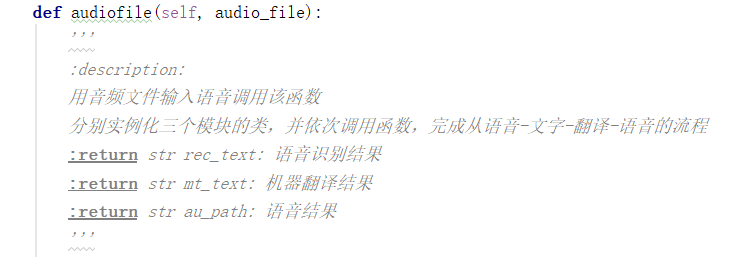 def audiofile(self, audio_file):
'''
:description:
用音频文件输入语音调用该函数
分别实例化三个模块的类，并依次调用函数，完成从语音-文字-翻译-语音的流程
:return str rec_text: 语音识别结果
:return str mt_text: 机器翻译结果
:return str au_path: 语音结果
'''